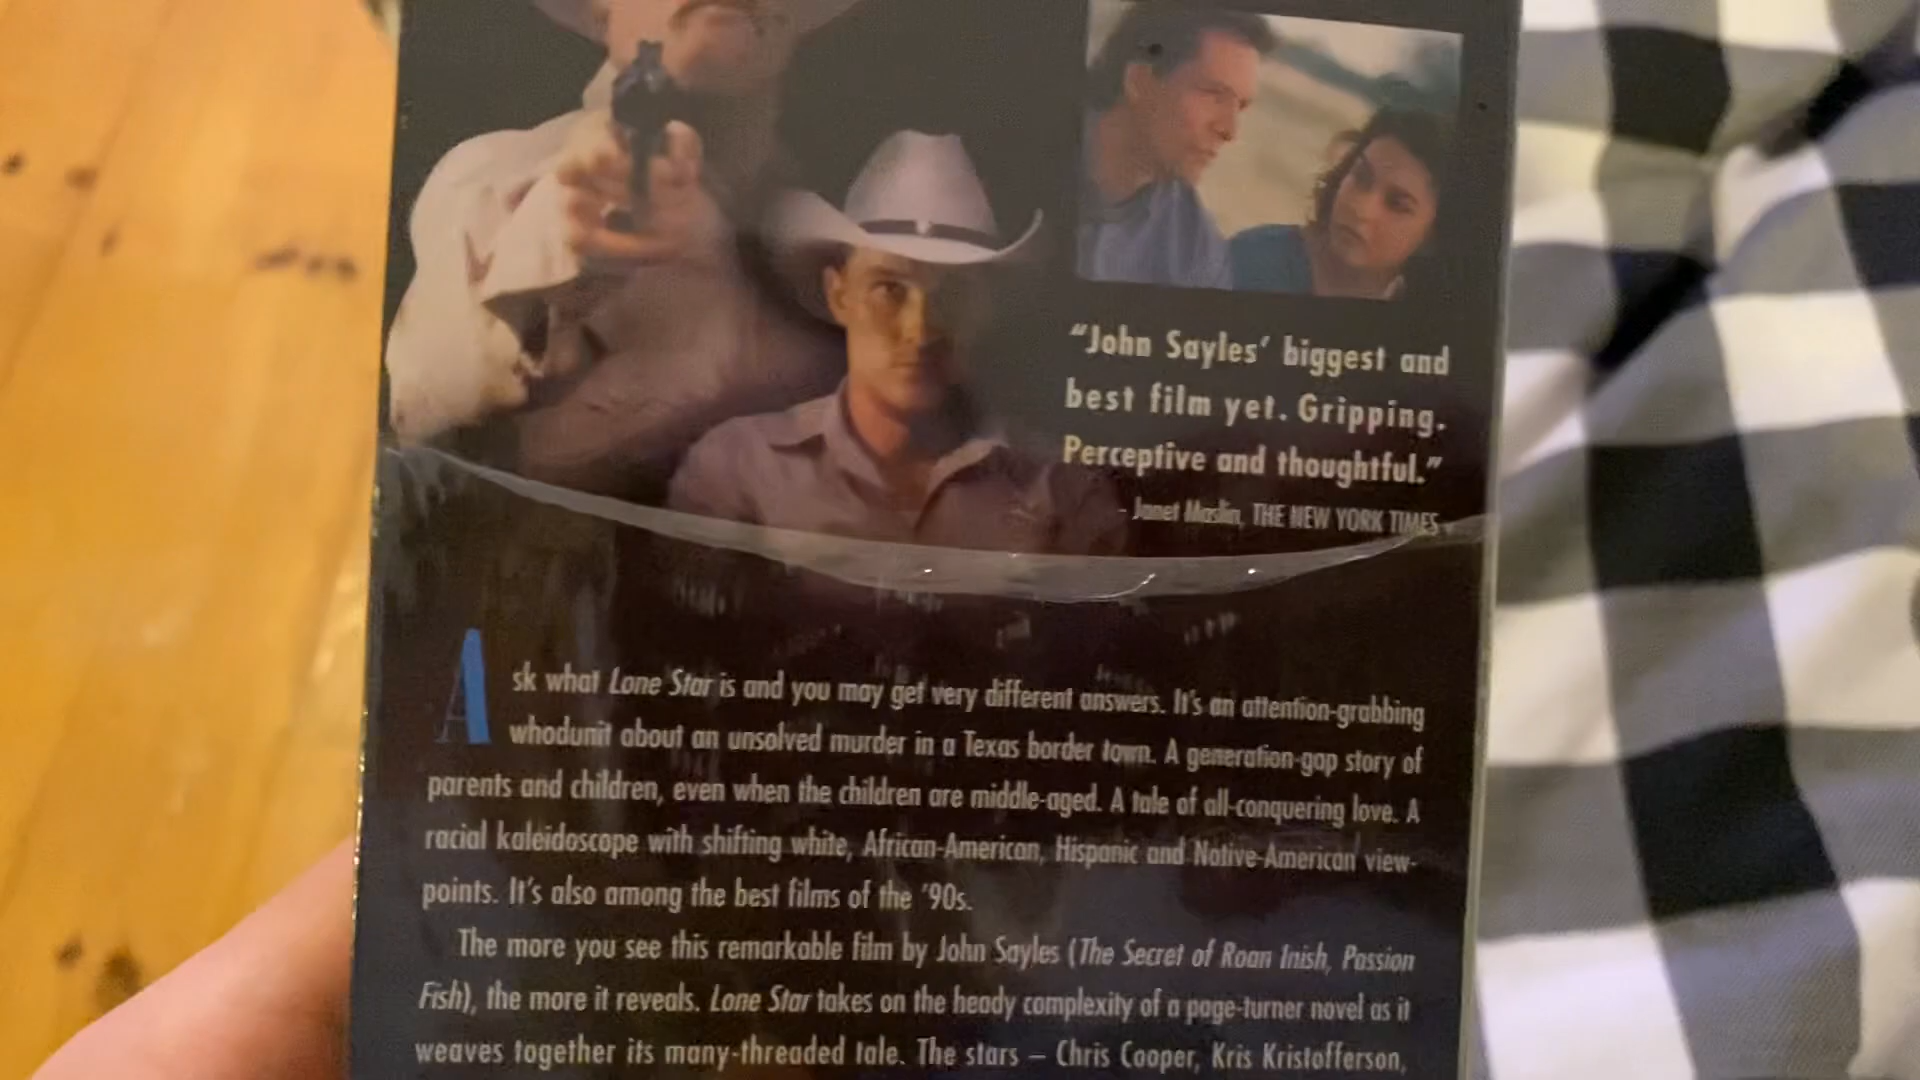 “John Sayles’ biggest and
best film yet. Gripping.
Perceptive and thoughtful.”
- Janet Maslin, THE NEW YORK TIMES
Ask what Lone Star is and you may get very different answers. It’s an attention-grabbing
whodunit about an unsolved murder in a Texas border town. A generation-gap story of
parents and children, even when the children are middle-aged. A tale of all-conquering love. A
racial kaleidoscope with shifting white, African-American, Hispanic and Native-American view-
points. It’s also among the best films of the ’90s.
The more you see this remarkable film by John Sayles (The Secret of Roan Inish, Passion
Fish), the more it reveals. Lone Star takes on the heady complexity of a page-turner novel as it
weaves together its many-threaded tale. The stars – Chris Cooper, Kris Kristofferson,